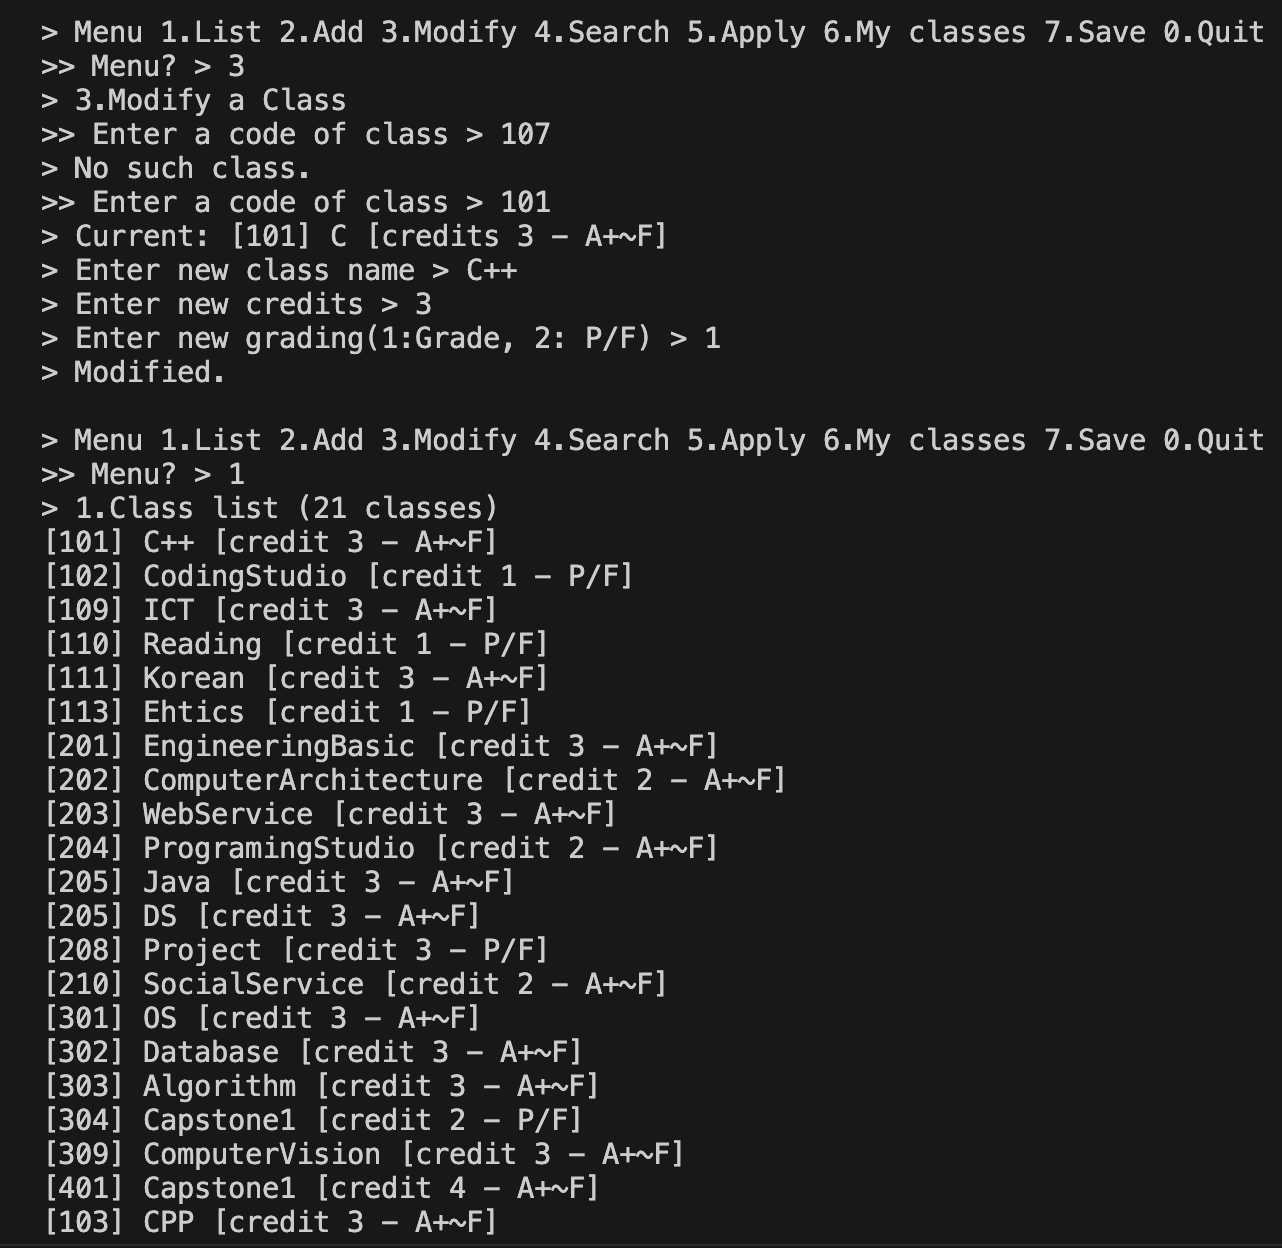 > Menu 1.List 2.Add 3.Modify 4.Search 5.Apply 6.My classes 7.Save 0.Quit
>> Menu? > 3
> 3.Modify a Class
>> Enter a code of class > 107
> No such class.
>> Enter a code of class > 101
> Current: [101] C [credits 3 - A+~F]
> Enter new class name > C++
> Enter new credits > 3
> Enter new grading(1:Grade, 2: P/F) > 1
> Modified.

> Menu 1.List 2.Add 3.Modify 4.Search 5.Apply 6.My classes 7.Save 0.Quit
>> Menu? > 1
> 1.Class list (21 classes)
[101] C++ [credit 3 - A+~F]
[102] CodingStudio [credit 1 - P/F]
[109] ICT [credit 3 - A+~F]
[110] Reading [credit 1 - P/F]
[111] Korean [credit 3 - A+~F]
[113] Ehtics [credit 1 - P/F]
[201] EngineeringBasic [credit 3 - A+~F]
[202] ComputerArchitecture [credit 2 - A+~F]
[203] WebService [credit 3 - A+~F]
[204] ProgramingStudio [credit 2 - A+~F]
[205] Java [credit 3 - A+~F]
[205] DS [credit 3 - A+~F]
[208] Project [credit 3 - P/F]
[210] SocialService [credit 2 - A+~F]
[301] OS [credit 3 - A+~F]
[302] Database [credit 3 - A+~F]
[303] Algorithm [credit 3 - A+~F]
[304] Capstone1 [credit 2 - P/F]
[309] ComputerVision [credit 3 - A+~F]
[401] Capstone1 [credit 4 - A+~F]
[103] CPP [credit 3 - A+~F]